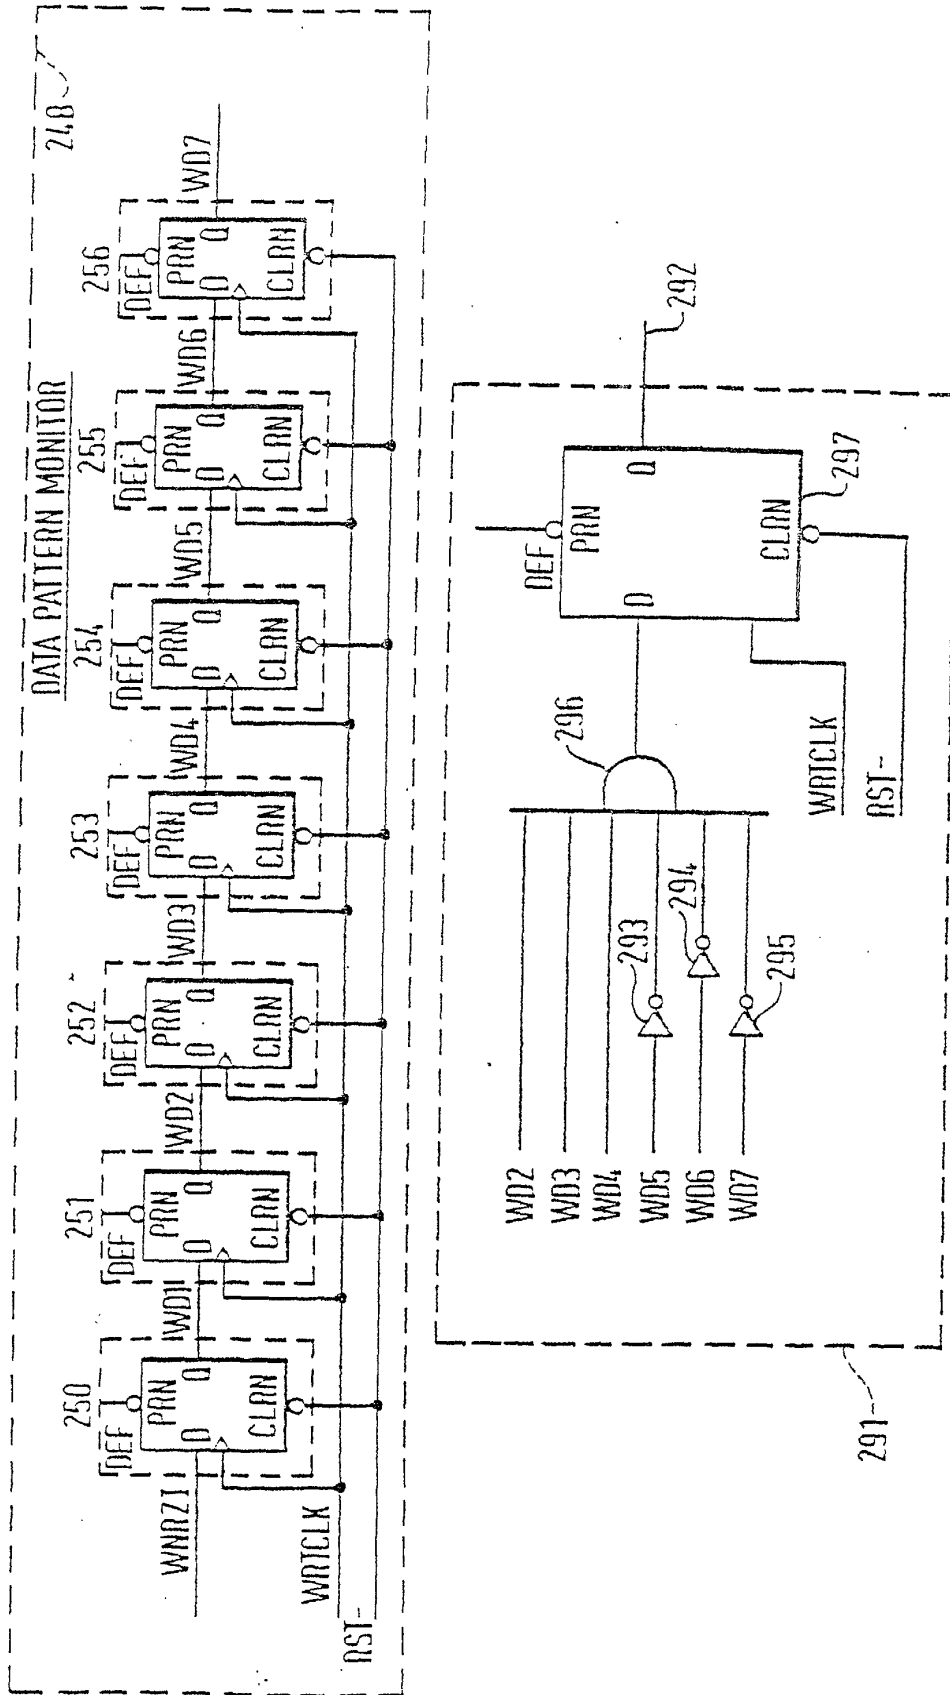 DATA PATTERN MONITOR
248
250
DEF
PRN
D
Q
CLRN
251
DEF
PRN
D
Q
CLRN
252
DEF
PRN
D
Q
CLRN
253
DEF
PRN
D
Q
CLRN
254
DEF
PRN
D
Q
CLRN
255
DEF
PRN
D
Q
CLRN
256
DEF
PRN
D
Q
CLRN
WNRZI
WD1
WD2
WD3
WD4
WD5
WD6
WD7
WRTCLK
RST-
WD2
WD3
WD4
WD5
WD6
WD7
293
294
295
296
DEF
PRN
D
Q
CLRN
297
292
WRTCLK
RST-
291